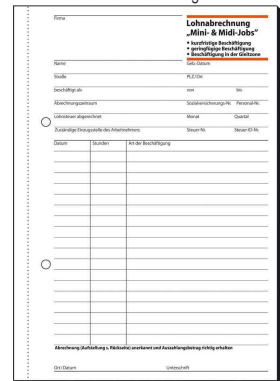 Firma
Lohnabrechnung
„Mini- & Midi-Jobs"
• kurzfristige Beschäftigung
• geringfügige Beschäftigung
• Beschäftigung in der Gleitzone
Name Geb.-Datum
Straße PLZ/Ort
beschäftigt als von bis
Abrechnungszeitraum Sozialversicherungs-Nr. Personal-Nr.
Lohnsteuer abgerechnet Monat Quartal
Zuständige Einzugsstelle des Arbeitnehmers Steuer-Nr. Steuer-ID-Nr.
Datum Stunden Art der Beschäftigung
Abrechnung (Aufstellung s. Rückseite) anerkannt und Auszahlungsbetrag richtig erhalten
Ort/Datum Unterschrift